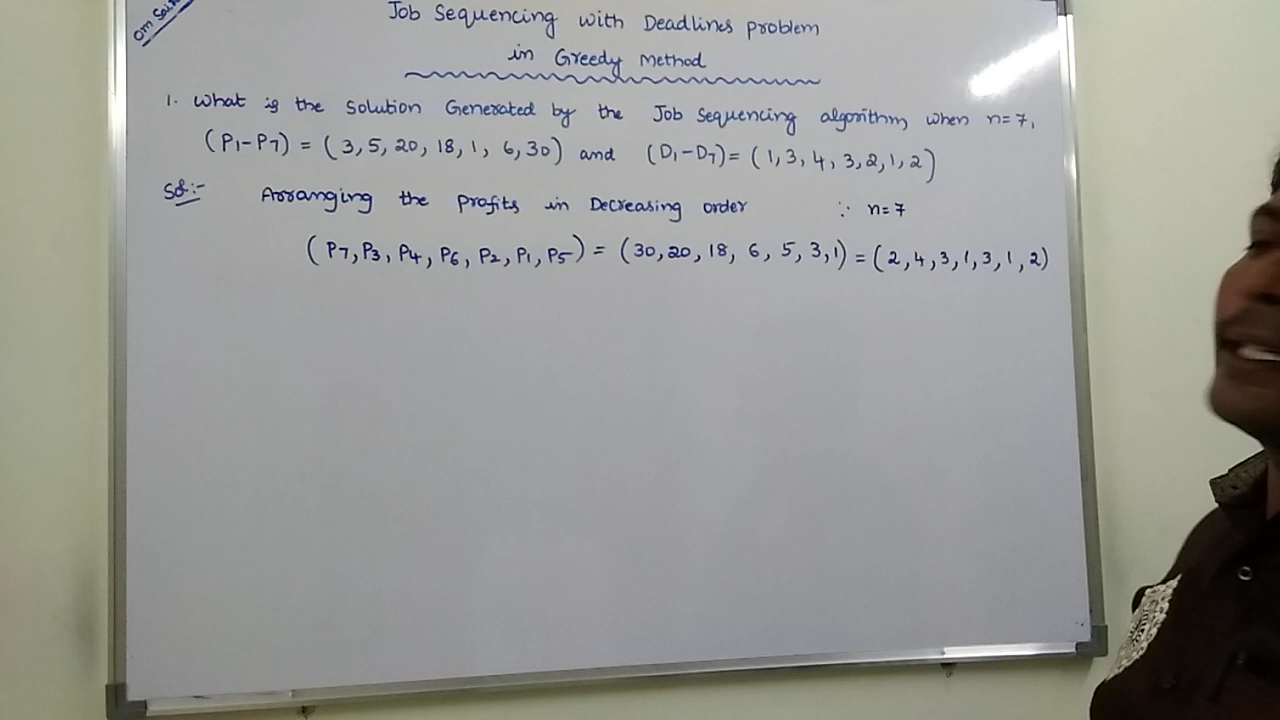 Om Sai
Job Sequencing with Deadlines problem
in Greedy Method
1. What is the Solution Generated by the Job Sequencing algorithm, when n=7,
(P1-P7) = (3, 5, 20, 18, 1, 6, 30) and (D1-D7) = (1, 3, 4, 3, 2, 1, 2)
Sol:- Arranging the profits in Decreasing order ∵ n=7
(P7, P3, P4, P6, P2, P1, P5) = (30, 20, 18, 6, 5, 3, 1) = (2, 4, 3, 1, 3, 1, 2)